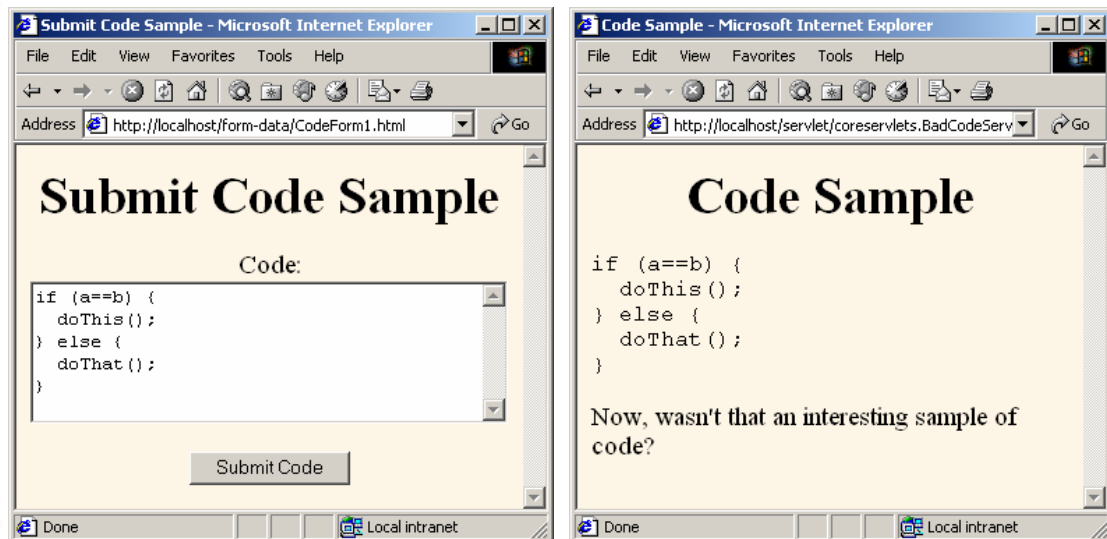 Submit Code Sample - Microsoft Internet Explorer
File Edit View Favorites Tools Help
Address http://localhost/form-data/CodeForm1.html Go
Submit Code Sample
Code:
if (a==b) {
  doThis();
} else {
  doThat();
}
Submit Code
Done Local intranet
Code Sample - Microsoft Internet Explorer
File Edit View Favorites Tools Help
Address http://localhost/servlet/coreservlets.BadCodeServ Go
Code Sample
if (a==b) {
  doThis();
} else {
  doThat();
}
Now, wasn't that an interesting sample of
code?
Done Local intranet